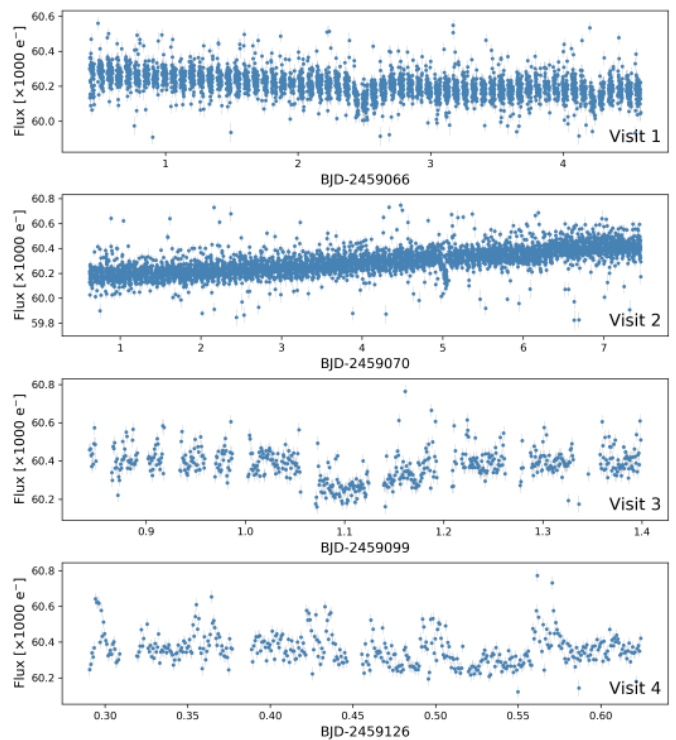 60.6
60.4
60.2
60.0
Flux [×1000 e⁻]
Visit 1
1 2 3 4
BJD-2459066
60.8
60.6
60.4
60.2
60.0
59.8
Flux [×1000 e⁻]
Visit 2
1 2 3 4 5 6 7
BJD-2459070
60.8
60.6
60.4
60.2
Flux [×1000 e⁻]
Visit 3
0.9 1.0 1.1 1.2 1.3 1.4
BJD-2459099
60.8
60.6
60.4
60.2
Flux [×1000 e⁻]
Visit 4
0.30 0.35 0.40 0.45 0.50 0.55 0.60
BJD-2459126